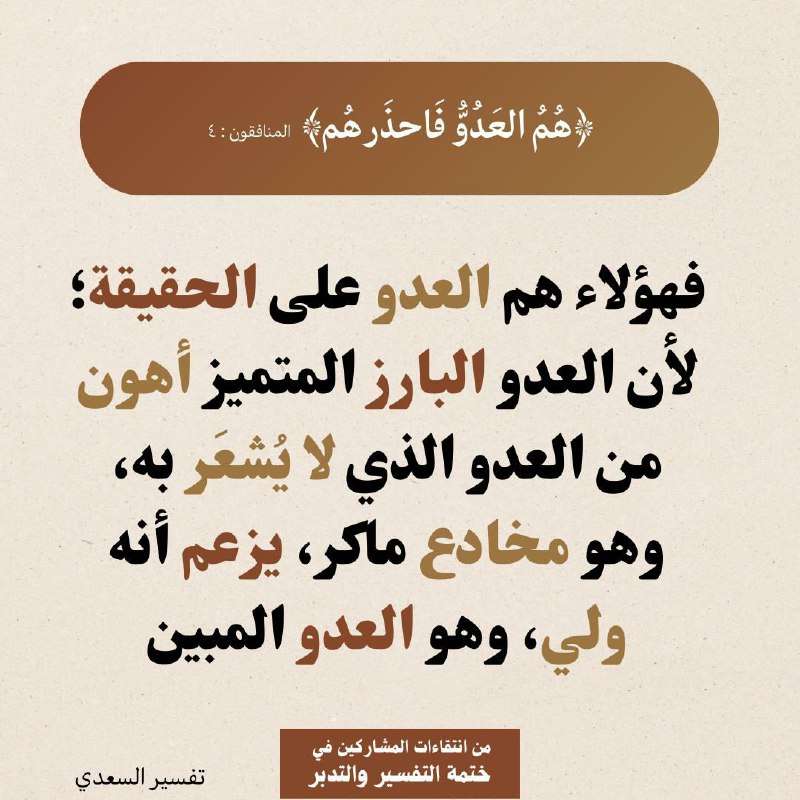 ﴿هُمُ العَدُوُّ فَاحذَرهُم﴾ المنافقون: ٤
فهؤلاء هم العدو على الحقيقة؛
لأن العدو البارز المتميز أهون
من العدو الذي لا يُشعَر به،
وهو مخادع ماكر، يزعم أنه
ولي، وهو العدو المبين
من انتقاءات المشاركين في
ختمة التفسير والتدبر
تفسير السعدي